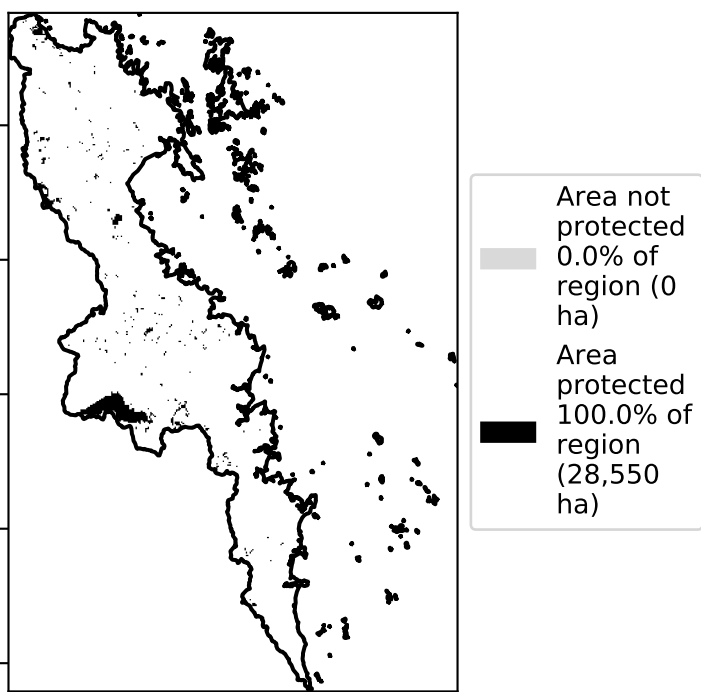 Area not
protected
0.0% of
region (0
ha)
Area
protected
100.0% of
region
(28,550
ha)